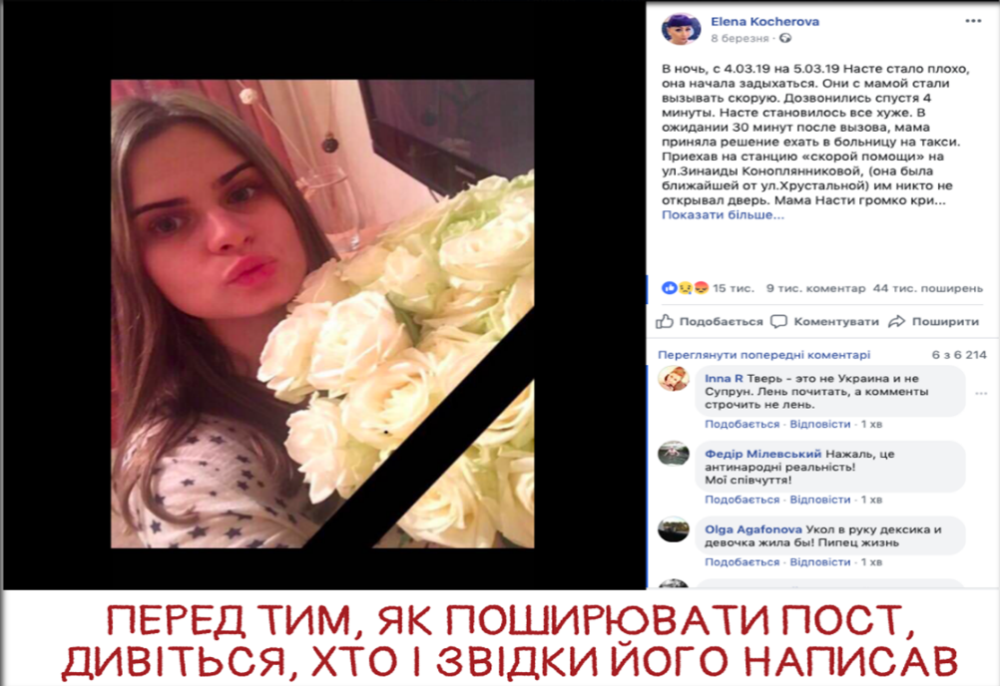 Elena Kocherova
8 березня ·
В ночь, с 4.03.19 на 5.03.19 Насте стало плохо,
она начала задыхаться. Они с мамой стали
вызывать скорую. Дозвонились спустя 4
минуты. Насте становилось все хуже. В
ожидании 30 минут после вызова, мама
приняла решение ехать в больницу на такси.
Приехав на станцию «скорой помощи» на
ул.Зинаиды Коноплянниковой, (она была
ближайшей от ул.Хрустальной) им никто не
открывал дверь. Мама Насти громко кри...
Показати більше...
15 тис. 9 тис. коментар 44 тис. поширень
Подобається Коментувати Поширити
Переглянути попередні коментарі 6 з 6 214
Inna R Тверь - это не Украина и не
Супрун. Лень почитать, а комменты
строчить не лень.
Подобається · Відповісти · 1 хв
Федір Мілевський Нажаль, це
антинародні реальність!
Мої співчуття!
Подобається · Відповісти · 1 хв
Olga Agafonova Укол в руку дексика и
девочка жила бы! Пипец жизнь
Подобається · Відповісти · 1 хв
ПЕРЕД ТИМ, ЯК ПОШИРЮВАТИ ПОСТ,
ДИВІТЬСЯ, ХТО І ЗВІДКИ ЙОГО НАПИСАВ